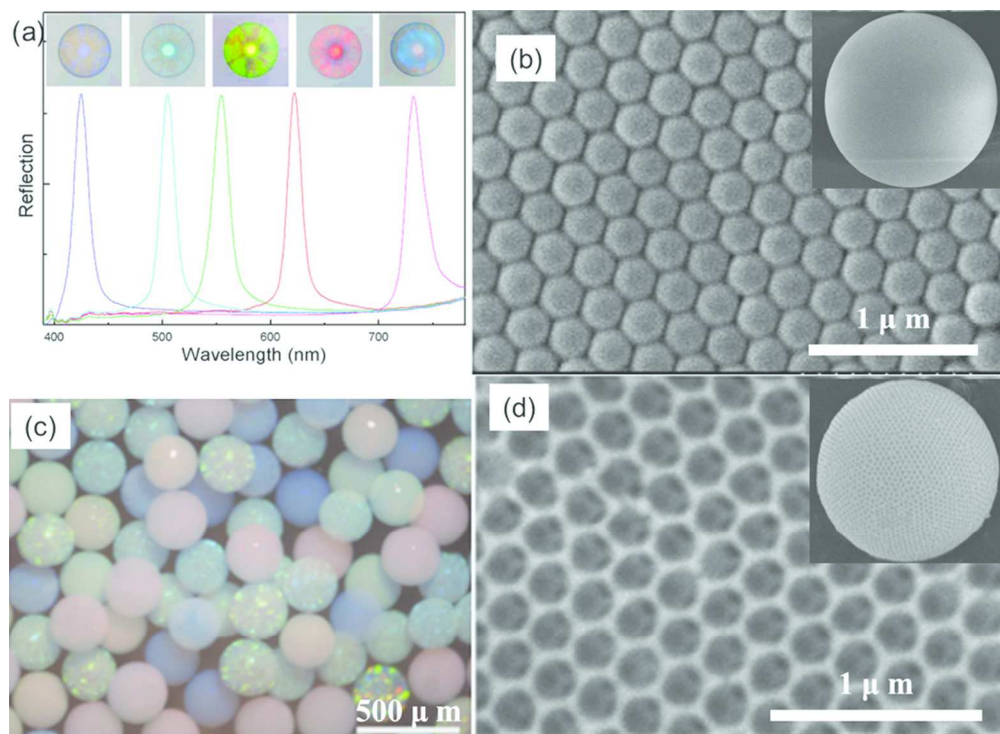 (a)
Reflection
400
500
600
700
Wavelength (nm)
(b)
1 μ m
(c)
500 μ m
(d)
1 μ m